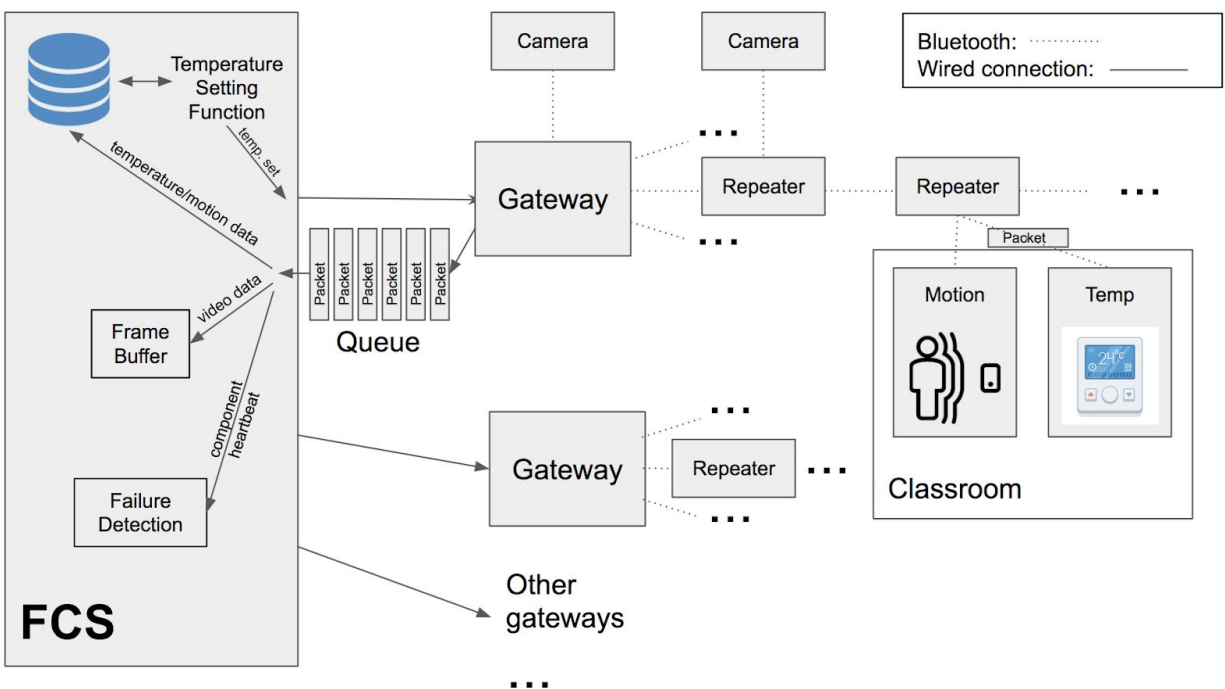 Camera
Camera
Bluetooth:
Wired connection:
Temperature
Setting
Function
temp. set
temperature/motion data
Gateway
...
Repeater
Repeater
...
...
Packet
Packet
Packet
Packet
Packet
Packet
Packet
Queue
video data
Frame
Buffer
Motion
Temp
24°c
component
heartbeat
Gateway
...
Repeater
...
...
Classroom
Failure
Detection
Other
gateways
...
FCS